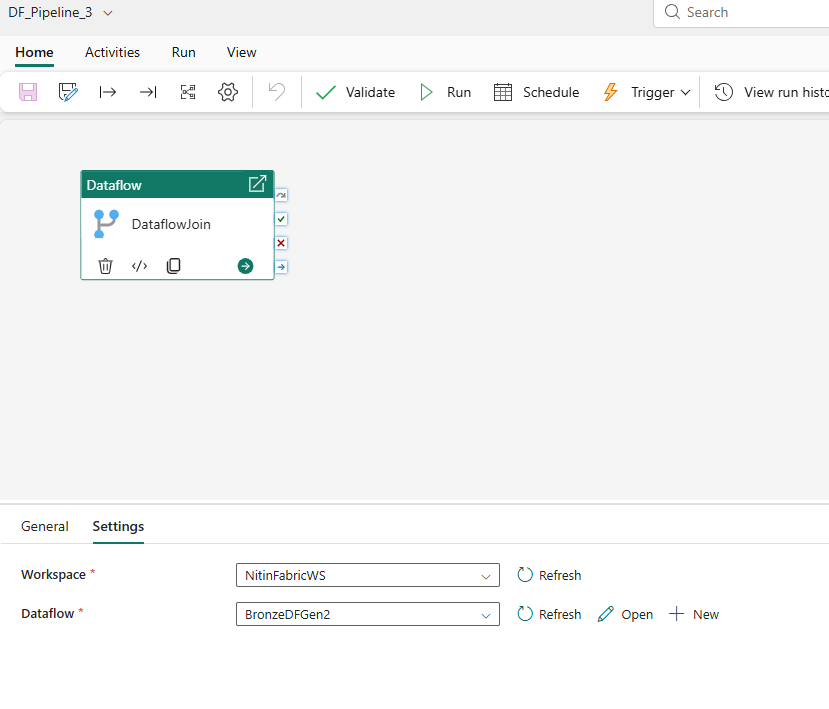 DF_Pipeline_3
Search
Home Activities Run View
Validate Run Schedule Trigger View run histo
Dataflow
DataflowJoin
General Settings
Workspace * NitinFabricWS Refresh
Dataflow * BronzeDFGen2 Refresh Open New